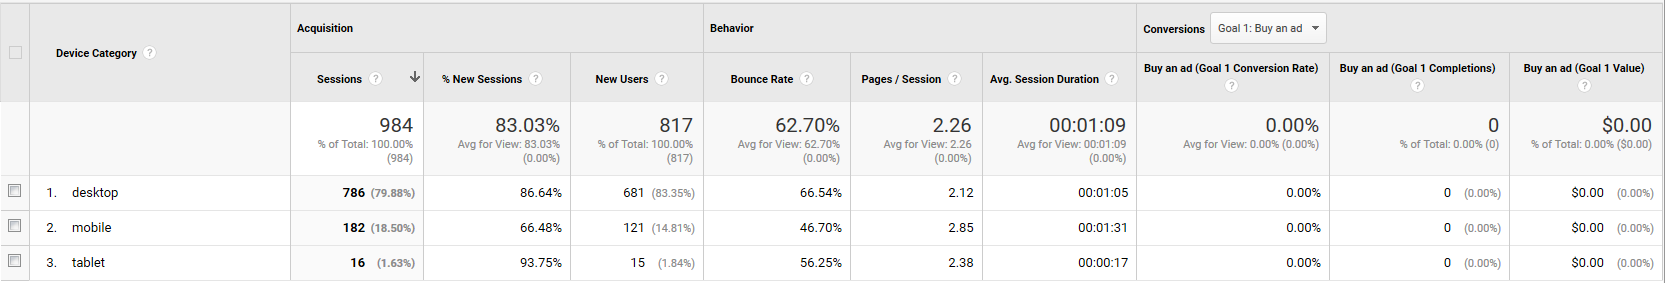 Acquisition Behavior Conversions Goal 1: Buy an ad
Device Category ?
Sessions ? % New Sessions ? New Users ? Bounce Rate ? Pages / Session ? Avg. Session Duration ? Buy an ad (Goal 1 Conversion Rate) ? Buy an ad (Goal 1 Completions) ? Buy an ad (Goal 1 Value) ?
984 83.03% 817 62.70% 2.26 00:01:09 0.00% 0 $0.00
% of Total: 100.00% Avg for View: 83.03% % of Total: 100.00% Avg for View: 62.70% Avg for View: 2.26 Avg for View: 00:01:09 Avg for View: 0.00% (0.00%) % of Total: 0.00% (0) % of Total: 0.00% ($0.00)
(984) (0.00%) (817) (0.00%) (0.00%) (0.00%)
1. desktop 786 (79.88%) 86.64% 681 (83.35%) 66.54% 2.12 00:01:05 0.00% 0 (0.00%) $0.00 (0.00%)
2. mobile 182 (18.50%) 66.48% 121 (14.81%) 46.70% 2.85 00:01:31 0.00% 0 (0.00%) $0.00 (0.00%)
3. tablet 16 (1.63%) 93.75% 15 (1.84%) 56.25% 2.38 00:00:17 0.00% 0 (0.00%) $0.00 (0.00%)